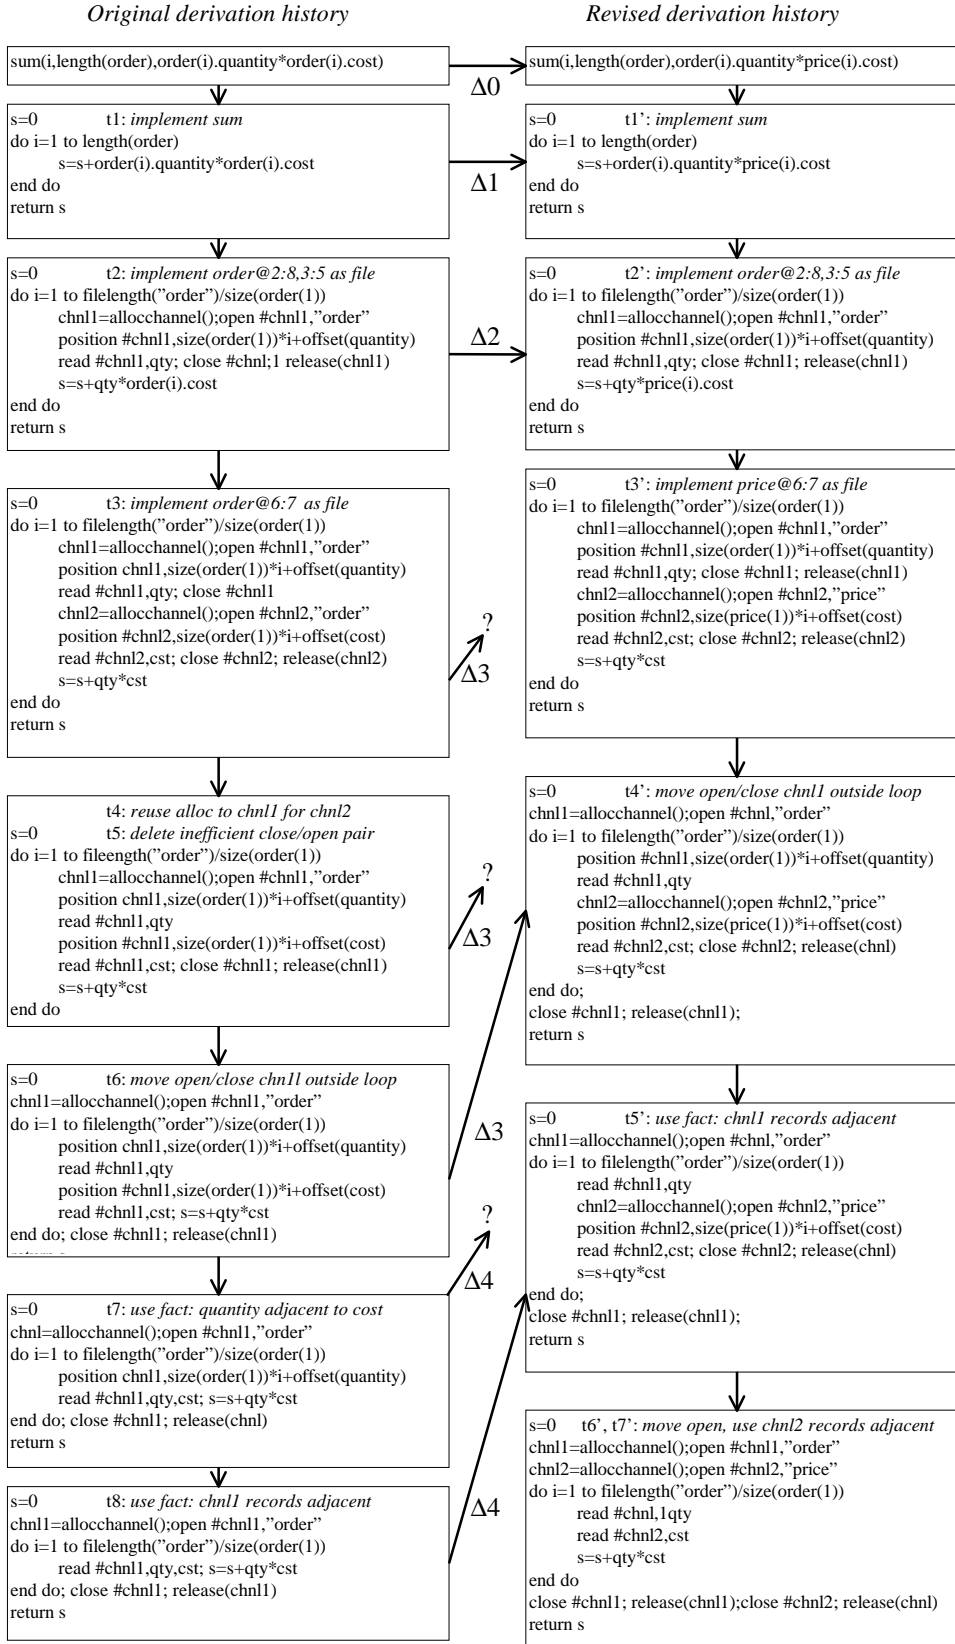 Original derivation history
sum(i,length(order),order(i).quantity*order(i).cost)
s=0 t1: implement sum
do i=1 to length(order)
s=s+order(i).quantity*order(i).cost
end do
return s
s=0 t2: implement order@2:8,3:5 as file
do i=1 to filelength("order")/size(order(1))
chnl1=allocchannel();open #chnl1,"order"
position #chnl1,size(order(1))*i+offset(quantity)
read #chnl1,qty; close #chnl;1 release(chnl1)
s=s+qty*order(i).cost
end do
return s
s=0 t3: implement order@6:7 as file
do i=1 to filelength("order")/size(order(1))
chnl1=allocchannel();open #chnl1,"order"
position chnl1,size(order(1))*i+offset(quantity)
read #chnl1,qty; close #chnl1
chnl2=allocchannel();open #chnl2,"order"
position #chnl2,size(order(1))*i+offset(cost)
read #chnl2,cst; close #chnl2; release(chnl2)
s=s+qty*cst
end do
return s
t4: reuse alloc to chnl1 for chnl2
s=0 t5: delete inefficient close/open pair
do i=1 to fileength("order")/size(order(1))
chnl1=allocchannel();open #chnl1,"order"
position chnl1,size(order(1))*i+offset(quantity)
read #chnl1,qty
position #chnl1,size(order(1))*i+offset(cost)
read #chnl1,cst; close #chnl1; release(chnl1)
s=s+qty*cst
end do
s=0 t6: move open/close chn1l outside loop
chnl1=allocchannel();open #chnl1,"order"
do i=1 to filelength("order")/size(order(1))
position chnl1,size(order(1))*i+offset(quantity)
read #chnl1,qty
position #chnl1,size(order(1))*i+offset(cost)
read #chnl1,cst; s=s+qty*cst
end do; close #chnl1; release(chnl1)
s=0 t7: use fact: quantity adjacent to cost
chnl=allocchannel();open #chnl1,"order"
do i=1 to filelength("order")/size(order(1))
position chnl1,size(order(1))*i+offset(quantity)
read #chnl1,qty,cst; s=s+qty*cst
end do; close #chnl1; release(chnl)
return s
s=0 t8: use fact: chnl1 records adjacent
chnl1=allocchannel();open #chnl1,"order"
do i=1 to filelength("order")/size(order(1))
read #chnl1,qty,cst; s=s+qty*cst
end do; close #chnl1; release(chnl1)
return s
Δ0
Δ1
Δ2
?
Δ3
?
Δ3
Δ3
?
Δ4
Δ4
Revised derivation history
sum(i,length(order),order(i).quantity*price(i).cost)
s=0 t1': implement sum
do i=1 to length(order)
s=s+order(i).quantity*price(i).cost
end do
return s
s=0 t2': implement order@2:8,3:5 as file
do i=1 to filelength("order")/size(order(1))
chnl1=allocchannel();open #chnl1,"order"
position #chnl1,size(order(1))*i+offset(quantity)
read #chnl1,qty; close #chnl1; release(chnl1)
s=s+qty*price(i).cost
end do
return s
s=0 t3': implement price@6:7 as file
do i=1 to filelength("order")/size(order(1))
chnl1=allocchannel();open #chnl1,"order"
position #chnl1,size(order(1))*i+offset(quantity)
read #chnl1,qty; close #chnl1; release(chnl1)
chnl2=allocchannel();open #chnl2,"price"
position #chnl2,size(price(1))*i+offset(cost)
read #chnl2,cst; close #chnl2; release(chnl2)
s=s+qty*cst
end do
return s
s=0 t4': move open/close chnl1 outside loop
chnl1=allocchannel();open #chnl,"order"
do i=1 to filelength("order")/size(order(1))
position #chnl1,size(order(1))*i+offset(quantity)
read #chnl1,qty
chnl2=allocchannel();open #chnl2,"price"
position #chnl2,size(price(1))*i+offset(cost)
read #chnl2,cst; close #chnl2; release(chnl)
s=s+qty*cst
end do;
close #chnl1; release(chnl1);
return s
s=0 t5': use fact: chnl1 records adjacent
chnl1=allocchannel();open #chnl,"order"
do i=1 to filelength("order")/size(order(1))
read #chnl1,qty
chnl2=allocchannel();open #chnl2,"price"
position #chnl2,size(price(1))*i+offset(cost)
read #chnl2,cst; close #chnl2; release(chnl)
s=s+qty*cst
end do;
close #chnl1; release(chnl1);
return s
s=0 t6', t7': move open, use chnl2 records adjacent
chnl1=allocchannel();open #chnl1,"order"
chnl2=allocchannel();open #chnl2,"price"
do i=1 to filelength("order")/size(order(1))
read #chnl,1qty
read #chnl2,cst
s=s+qty*cst
end do
close #chnl1; release(chnl1);close #chnl2; release(chnl)
return s